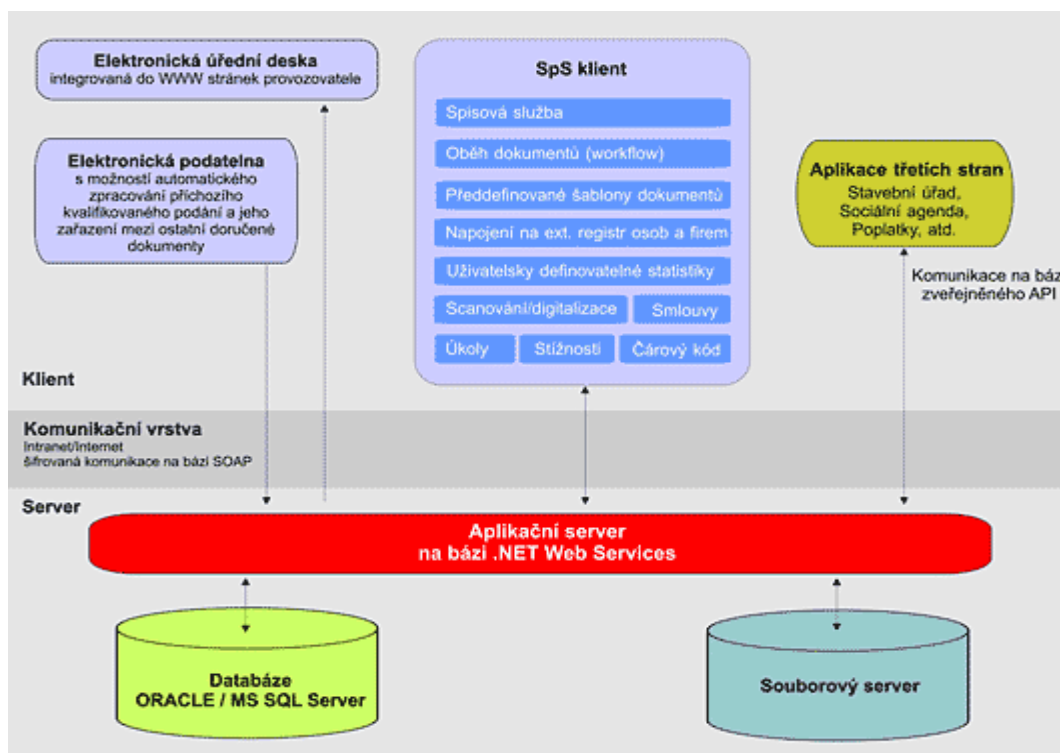 Elektronická úřední deska
integrovaná do WWW stránek provozovatele
Elektronická podatelna
s možností automatického
zpracování příchozího
kvalifikovaného podání a jeho
zařazení mezi ostatní doručené
dokumenty
SpS klient
Spisová služba
Oběh dokumentů (workflow)
Předdefinované šablony dokumentů
Napojení na ext. registr osob a firem
Uživatelsky definovatelné statistiky
Scanování/digitalizace
Smlouvy
Úkoly
Stížnosti
Čárový kód
Aplikace třetích stran
Stavební úřad,
Sociální agenda,
Poplatky, atd.
Komunikace na báz
zveřejněného API
Klient
Komunikační vrstva
Intranet/Internet
šifrovaná komunikace na bázi SOAP
Server
Aplikační server
na bázi .NET Web Services
Databáze
ORACLE / MS SQL Server
Souborový server